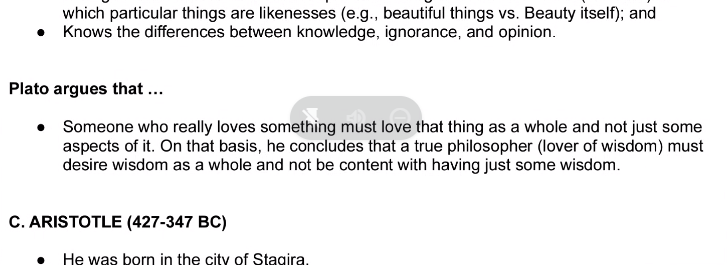 which particular things are likenesses (e.g., beautiful things vs. Beauty itself); and
● Knows the differences between knowledge, ignorance, and opinion.
Plato argues that ...
● Someone who really loves something must love that thing as a whole and not just some
aspects of it. On that basis, he concludes that a true philosopher (lover of wisdom) must
desire wisdom as a whole and not be content with having just some wisdom.
C. ARISTOTLE (427-347 BC)
● He was born in the city of Stagira.